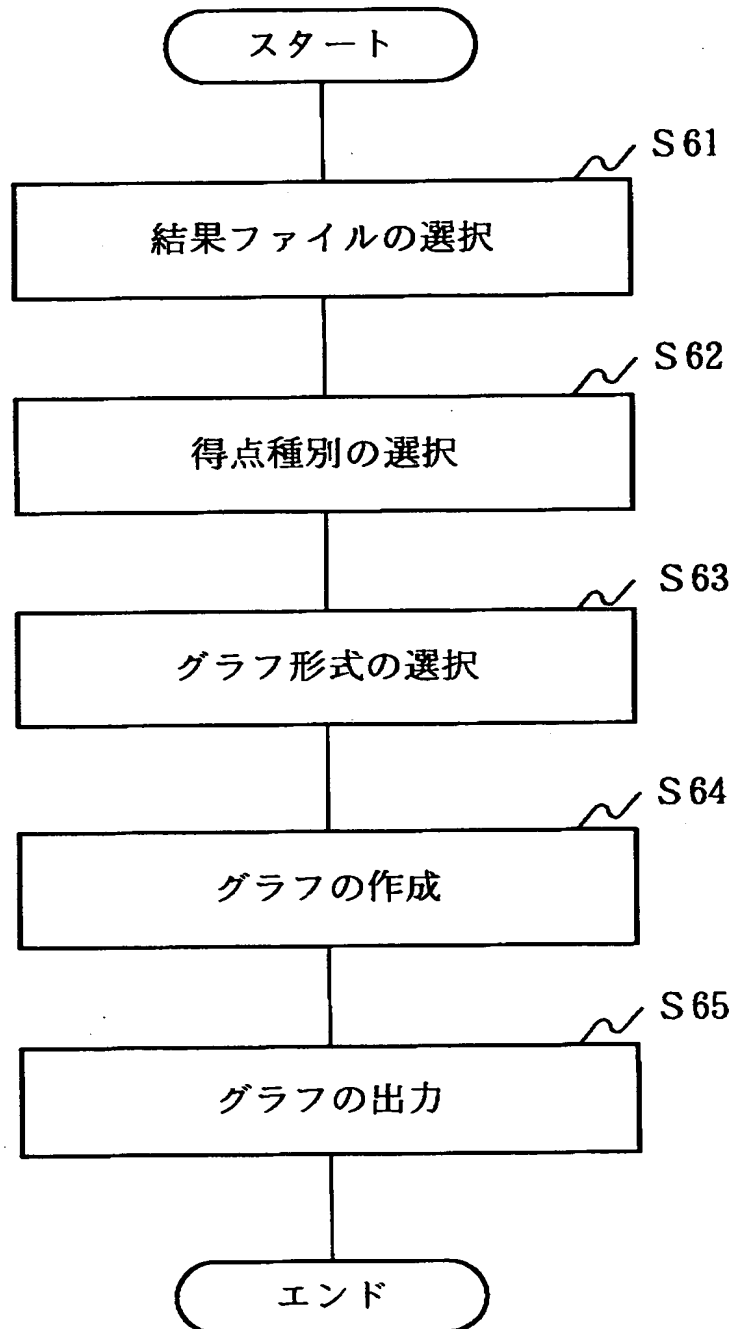 スタート
S61
結果ファイルの選択
S62
得点種別の選択
S63
グラフ形式の選択
S64
グラフの作成
S65
グラフの出力
エンド